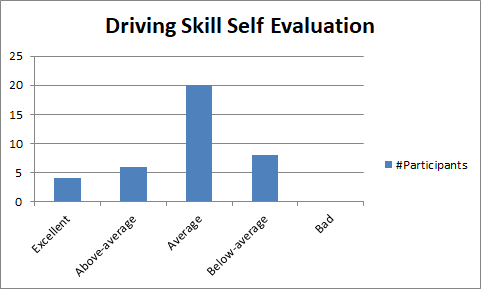 Driving Skill Self Evaluation
25
20
15
10
5
0
Excellent
Above-average
Average
Below-average
Bad
#Participants